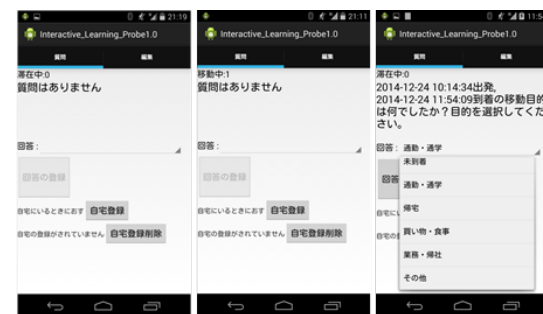 21:19
Interactive_Learning_Probe1.0
質問 編集
滞在中:0
質問はありません
回答:
回答の登録
自宅にいるときにおす 自宅登録
自宅の登録がされていません 自宅登録削除
21:11
Interactive_Learning_Probe1.0
質問 編集
移動中:1
質問はありません
回答:
回答の登録
自宅にいるときにおす 自宅登録
自宅の登録がされていません 自宅登録削除
11:5
Interactive_Learning_Probe1.0
質問 編集
滞在中:0
2014-12-24 10:14:34出発,
2014-12-24 11:54:09到着の移動目的
は何でしたか?目的を選択してくだ
さい。
回答: 通勤・通学
未到着
回答
通勤・通学
自宅に
帰宅
自宅の
買い物・食事
業務・帰社
その他